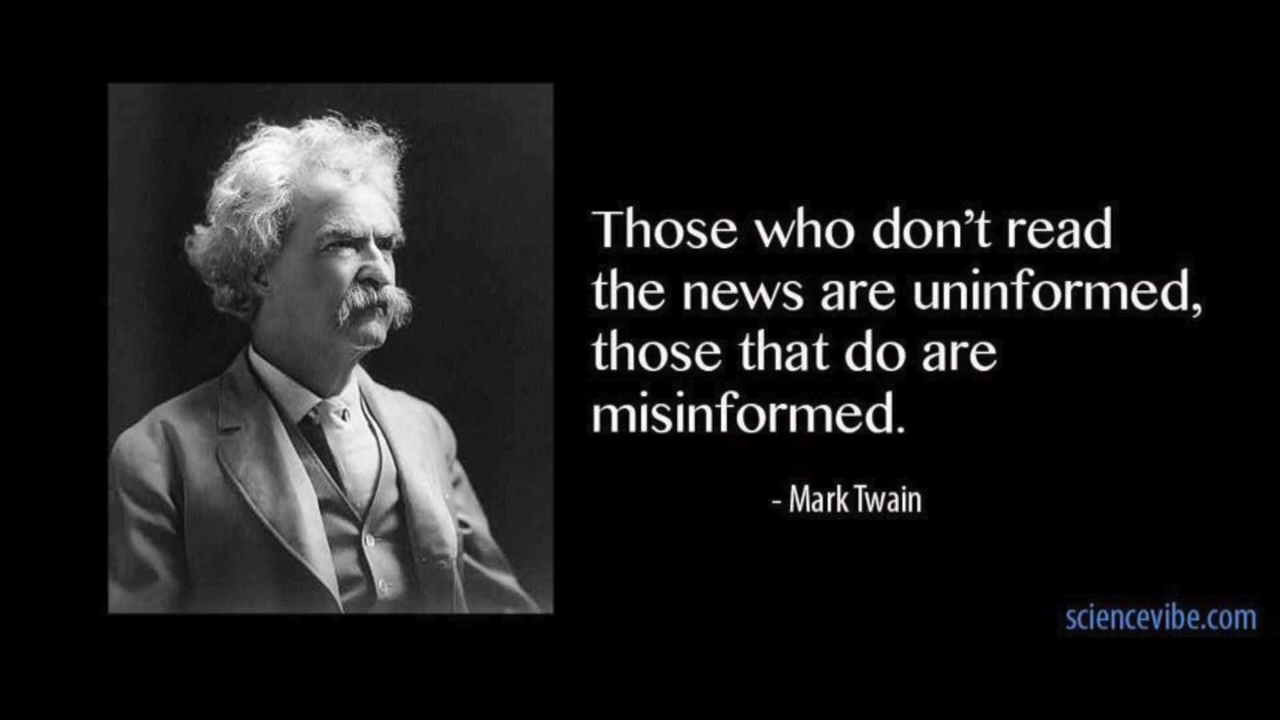 Those who don’t read
the news are uninformed,
those that do are
misinformed.
- Mark Twain
sciencevibe.com